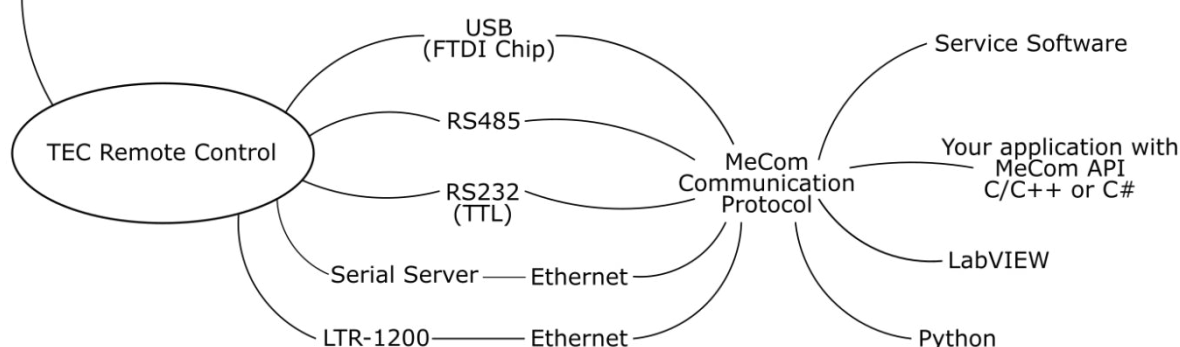 USB
(FTDI Chip)
Service Software
RS485
TEC Remote Control
Your application with
MeCom API
C/C++ or C#
MeCom
Communication
Protocol
RS232
(TTL)
LabVIEW
Serial Server
Ethernet
LTR-1200
Ethernet
Python